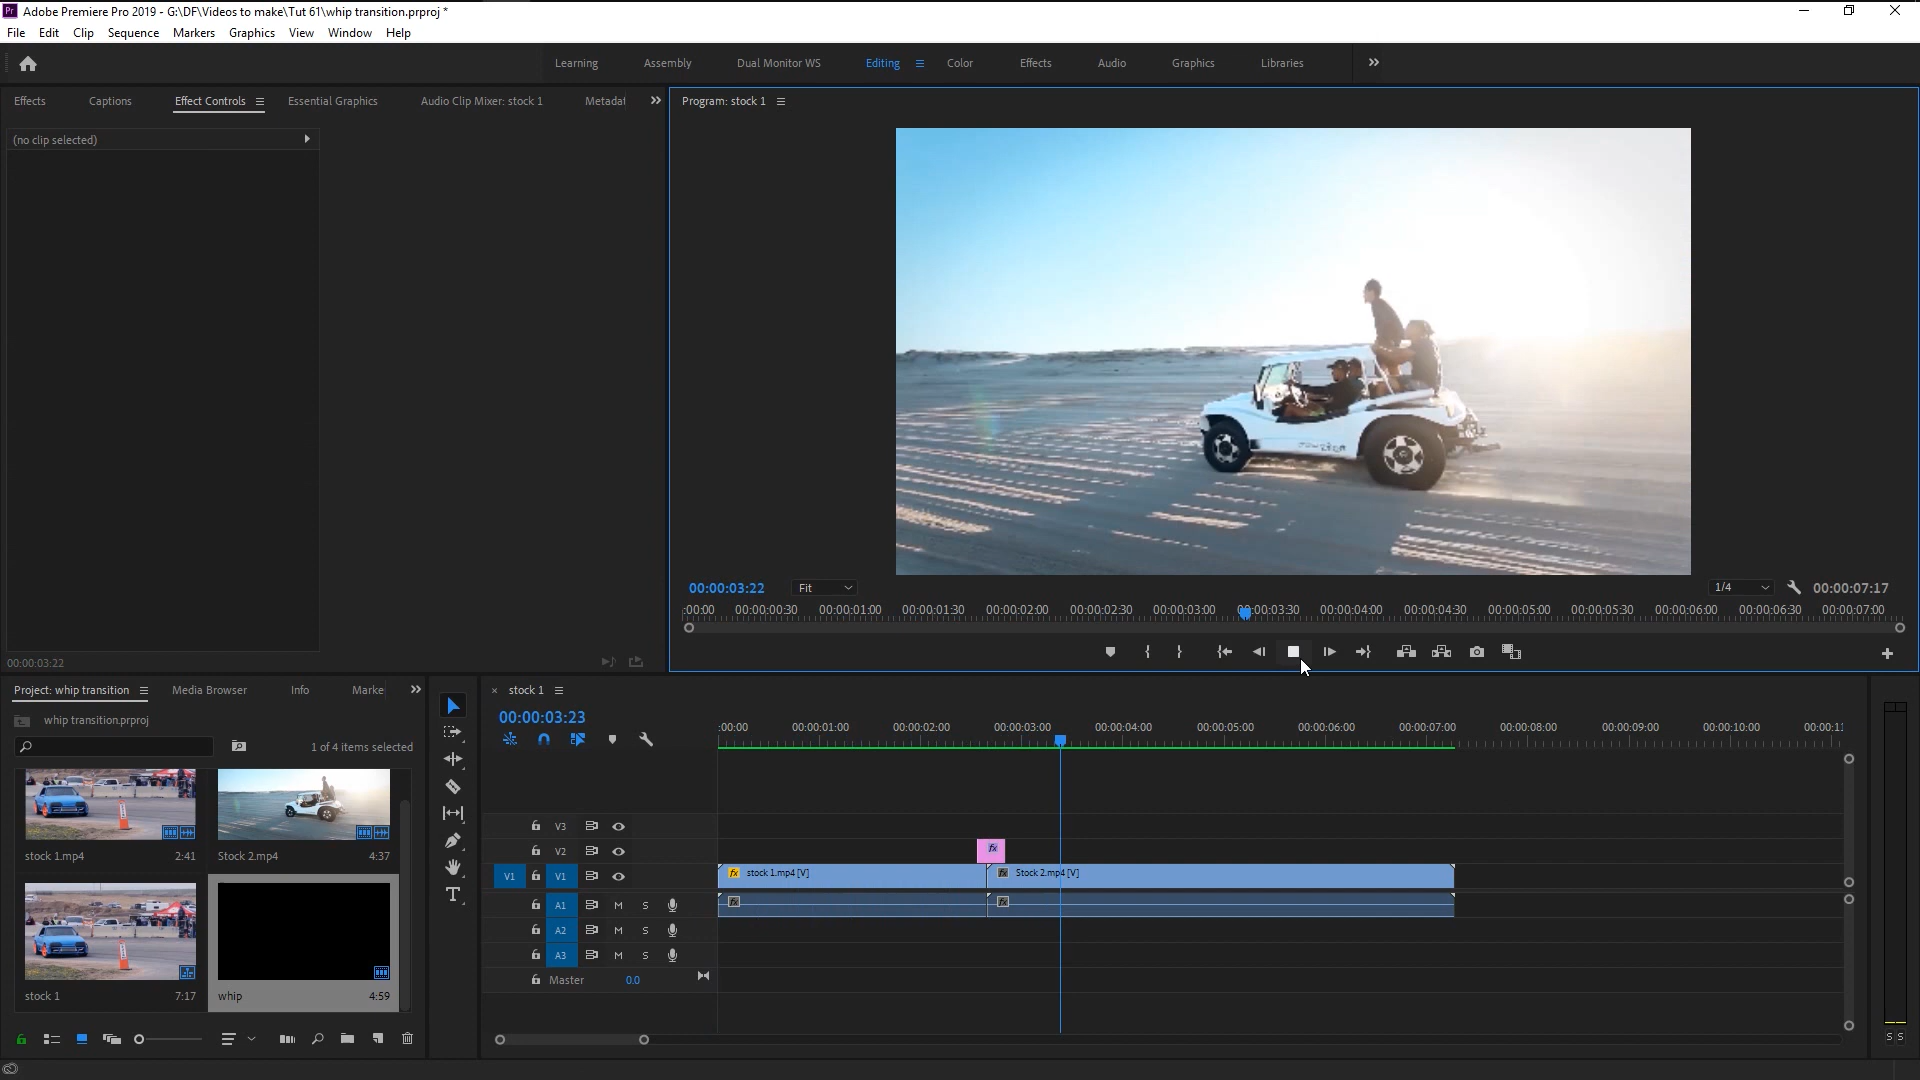 Pr Adobe Premiere Pro 2019 - G:\DF\Videos to make\Tut 61\whip transition.prproj *
File Edit Clip Sequence Markers Graphics View Window Help
Learning Assembly Dual Monitor WS Editing Color Effects Audio Graphics Libraries
Effects Captions Effect Controls Essential Graphics Audio Clip Mixer: stock 1 Metadat
Program: stock 1
(no clip selected)
00:00:03:22 Fit 1/4 00:00:07:17
:00:00 00:00:00:30 00:00:01:00 00:00:01:30 00:00:02:00 00:00:02:30 00:00:03:00 00:00:03:30 00:00:04:00 00:00:04:30 00:00:05:00 00:00:05:30 00:00:06:00 00:00:06:30 00:00:07:00
00:00:03:22
Project: whip transition Media Browser Info Marke
whip transition.prproj
1 of 4 items selected
stock 1.mp4 2:41
Stock 2.mp4 4:37
stock 1 7:17
whip 4:59
× stock 1
00:00:03:23
:00:00 00:00:01:00 00:00:02:00 00:00:03:00 00:00:04:00 00:00:05:00 00:00:06:00 00:00:07:00 00:00:08:00 00:00:09:00 00:00:10:00 00:00:11
V3
V2 fx
V1 V1 fx stock 1.mp4 [V] fx Stock 2.mp4 [V]
A1 M S fx fx
A2 M S
A3 M S
Master 0.0
S S